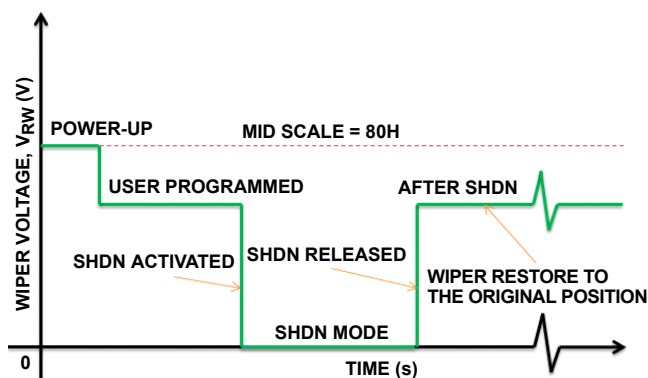 WIPER VOLTAGE, VRW (V)
POWER-UP
MID SCALE = 80H
USER PROGRAMMED
AFTER SHDN
SHDN ACTIVATED
SHDN RELEASED
WIPER RESTORE TO
THE ORIGINAL POSITION
SHDN MODE
0
TIME (s)